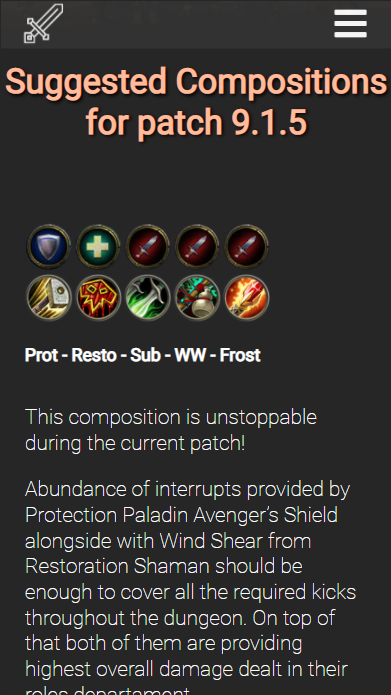 Suggested Compositions
for patch 9.1.5
Prot - Resto - Sub - WW - Frost
This composition is unstoppable
during the current patch!
Abundance of interrupts provided by
Protection Paladin Avenger's Shield
alongside with Wind Shear from
Restoration Shaman should be
enough to cover all the required kicks
throughout the dungeon. On top of
that both of them are providing
highest overall damage dealt in their
roles departement